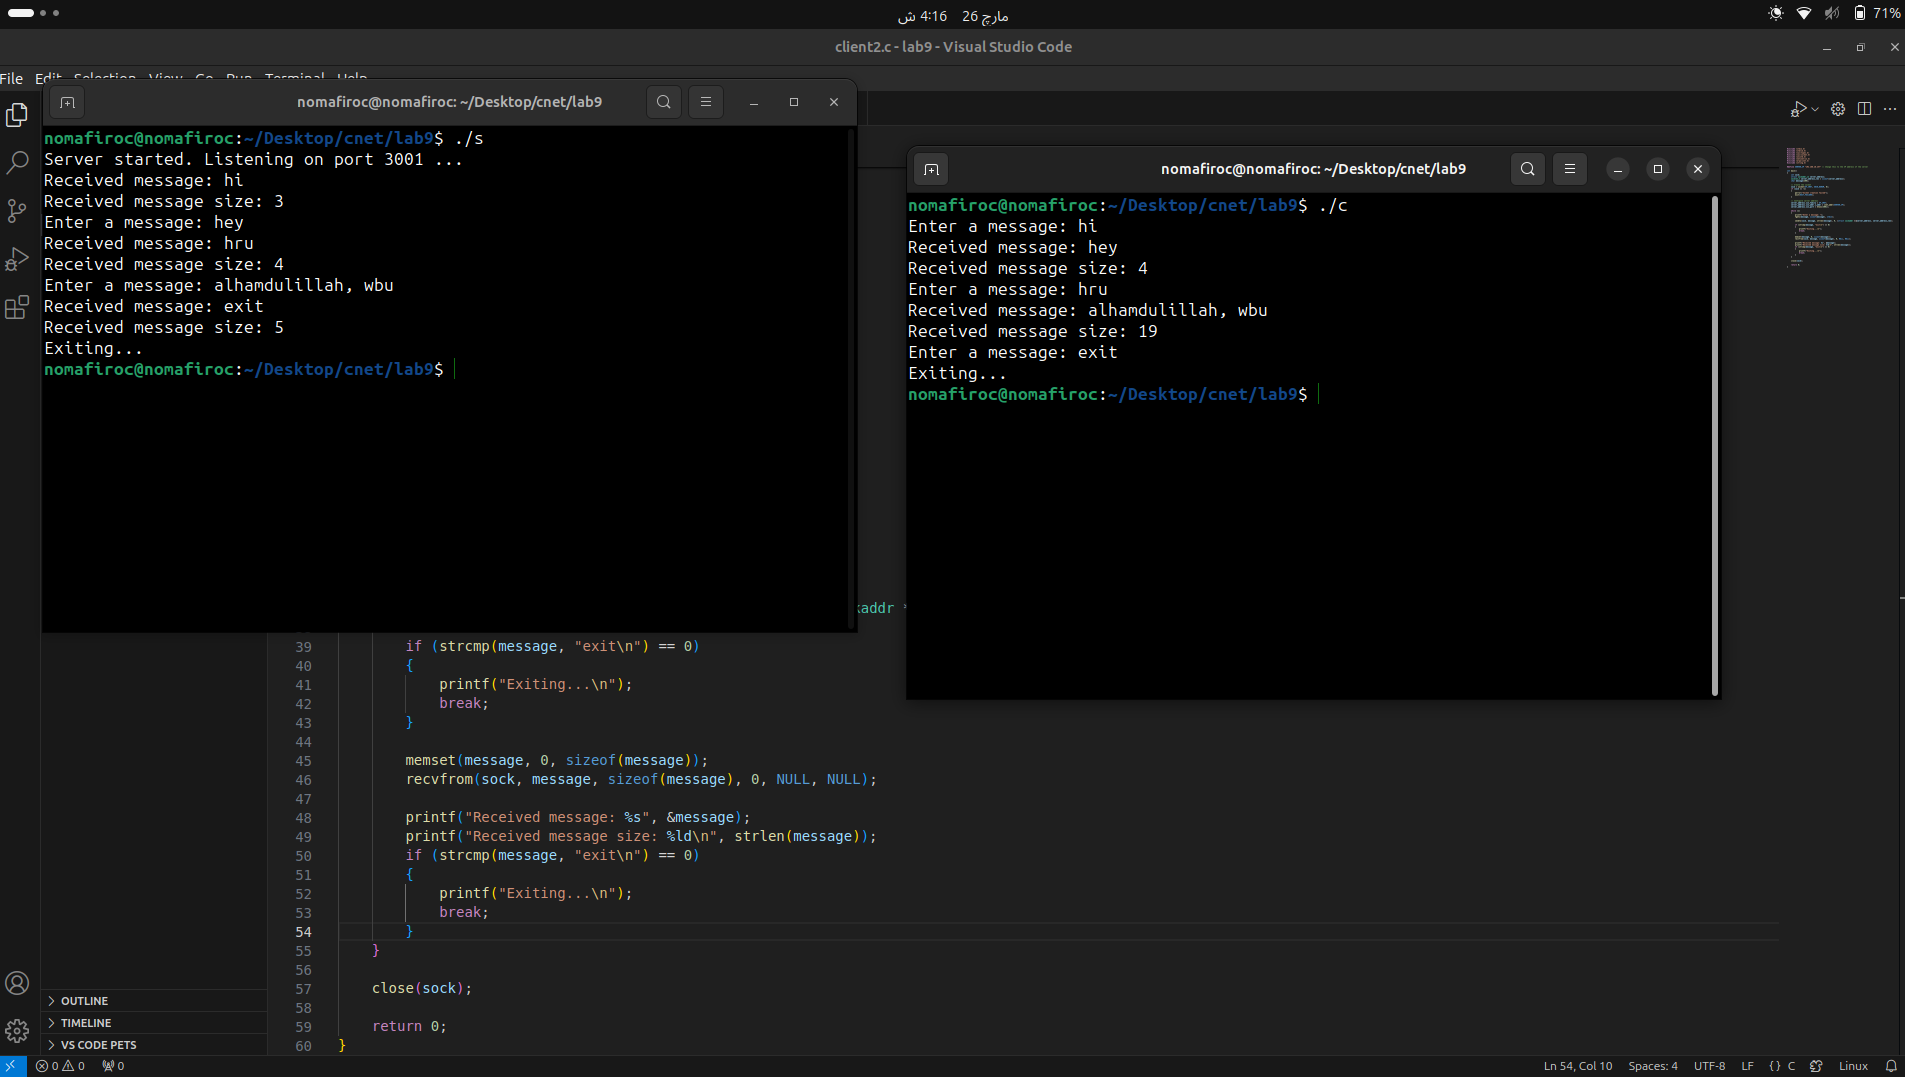 مارچ 26 4:16 ش
71%
client2.c - lab9 - Visual Studio Code
File Edit Selection View Go Run Terminal Help
nomafiroc@nomafiroc: ~/Desktop/cnet/lab9
nomafiroc@nomafiroc:~/Desktop/cnet/lab9$ ./s
Server started. Listening on port 3001 ...
Received message: hi
Received message size: 3
Enter a message: hey
Received message: hru
Received message size: 4
Enter a message: alhamdulillah, wbu
Received message: exit
Received message size: 5
Exiting...
nomafiroc@nomafiroc:~/Desktop/cnet/lab9$
nomafiroc@nomafiroc: ~/Desktop/cnet/lab9
nomafiroc@nomafiroc:~/Desktop/cnet/lab9$ ./c
Enter a message: hi
Received message: hey
Received message size: 4
Enter a message: hru
Received message: alhamdulillah, wbu
Received message size: 19
Enter a message: exit
Exiting...
nomafiroc@nomafiroc:~/Desktop/cnet/lab9$
kaddr *
39 if (strcmp(message, "exit\n") == 0)
40 {
41 printf("Exiting...\n");
42 break;
43 }
44
45 memset(message, 0, sizeof(message));
46 recvfrom(sock, message, sizeof(message), 0, NULL, NULL);
47
48 printf("Received message: %s", &message);
49 printf("Received message size: %ld\n", strlen(message));
50 if (strcmp(message, "exit\n") == 0)
51 {
52 printf("Exiting...\n");
53 break;
54 }
55 }
56
57 close(sock);
58
59 return 0;
60 }
OUTLINE
TIMELINE
VS CODE PETS
0 0 0
Ln 54, Col 10 Spaces: 4 UTF-8 LF {} C Linux